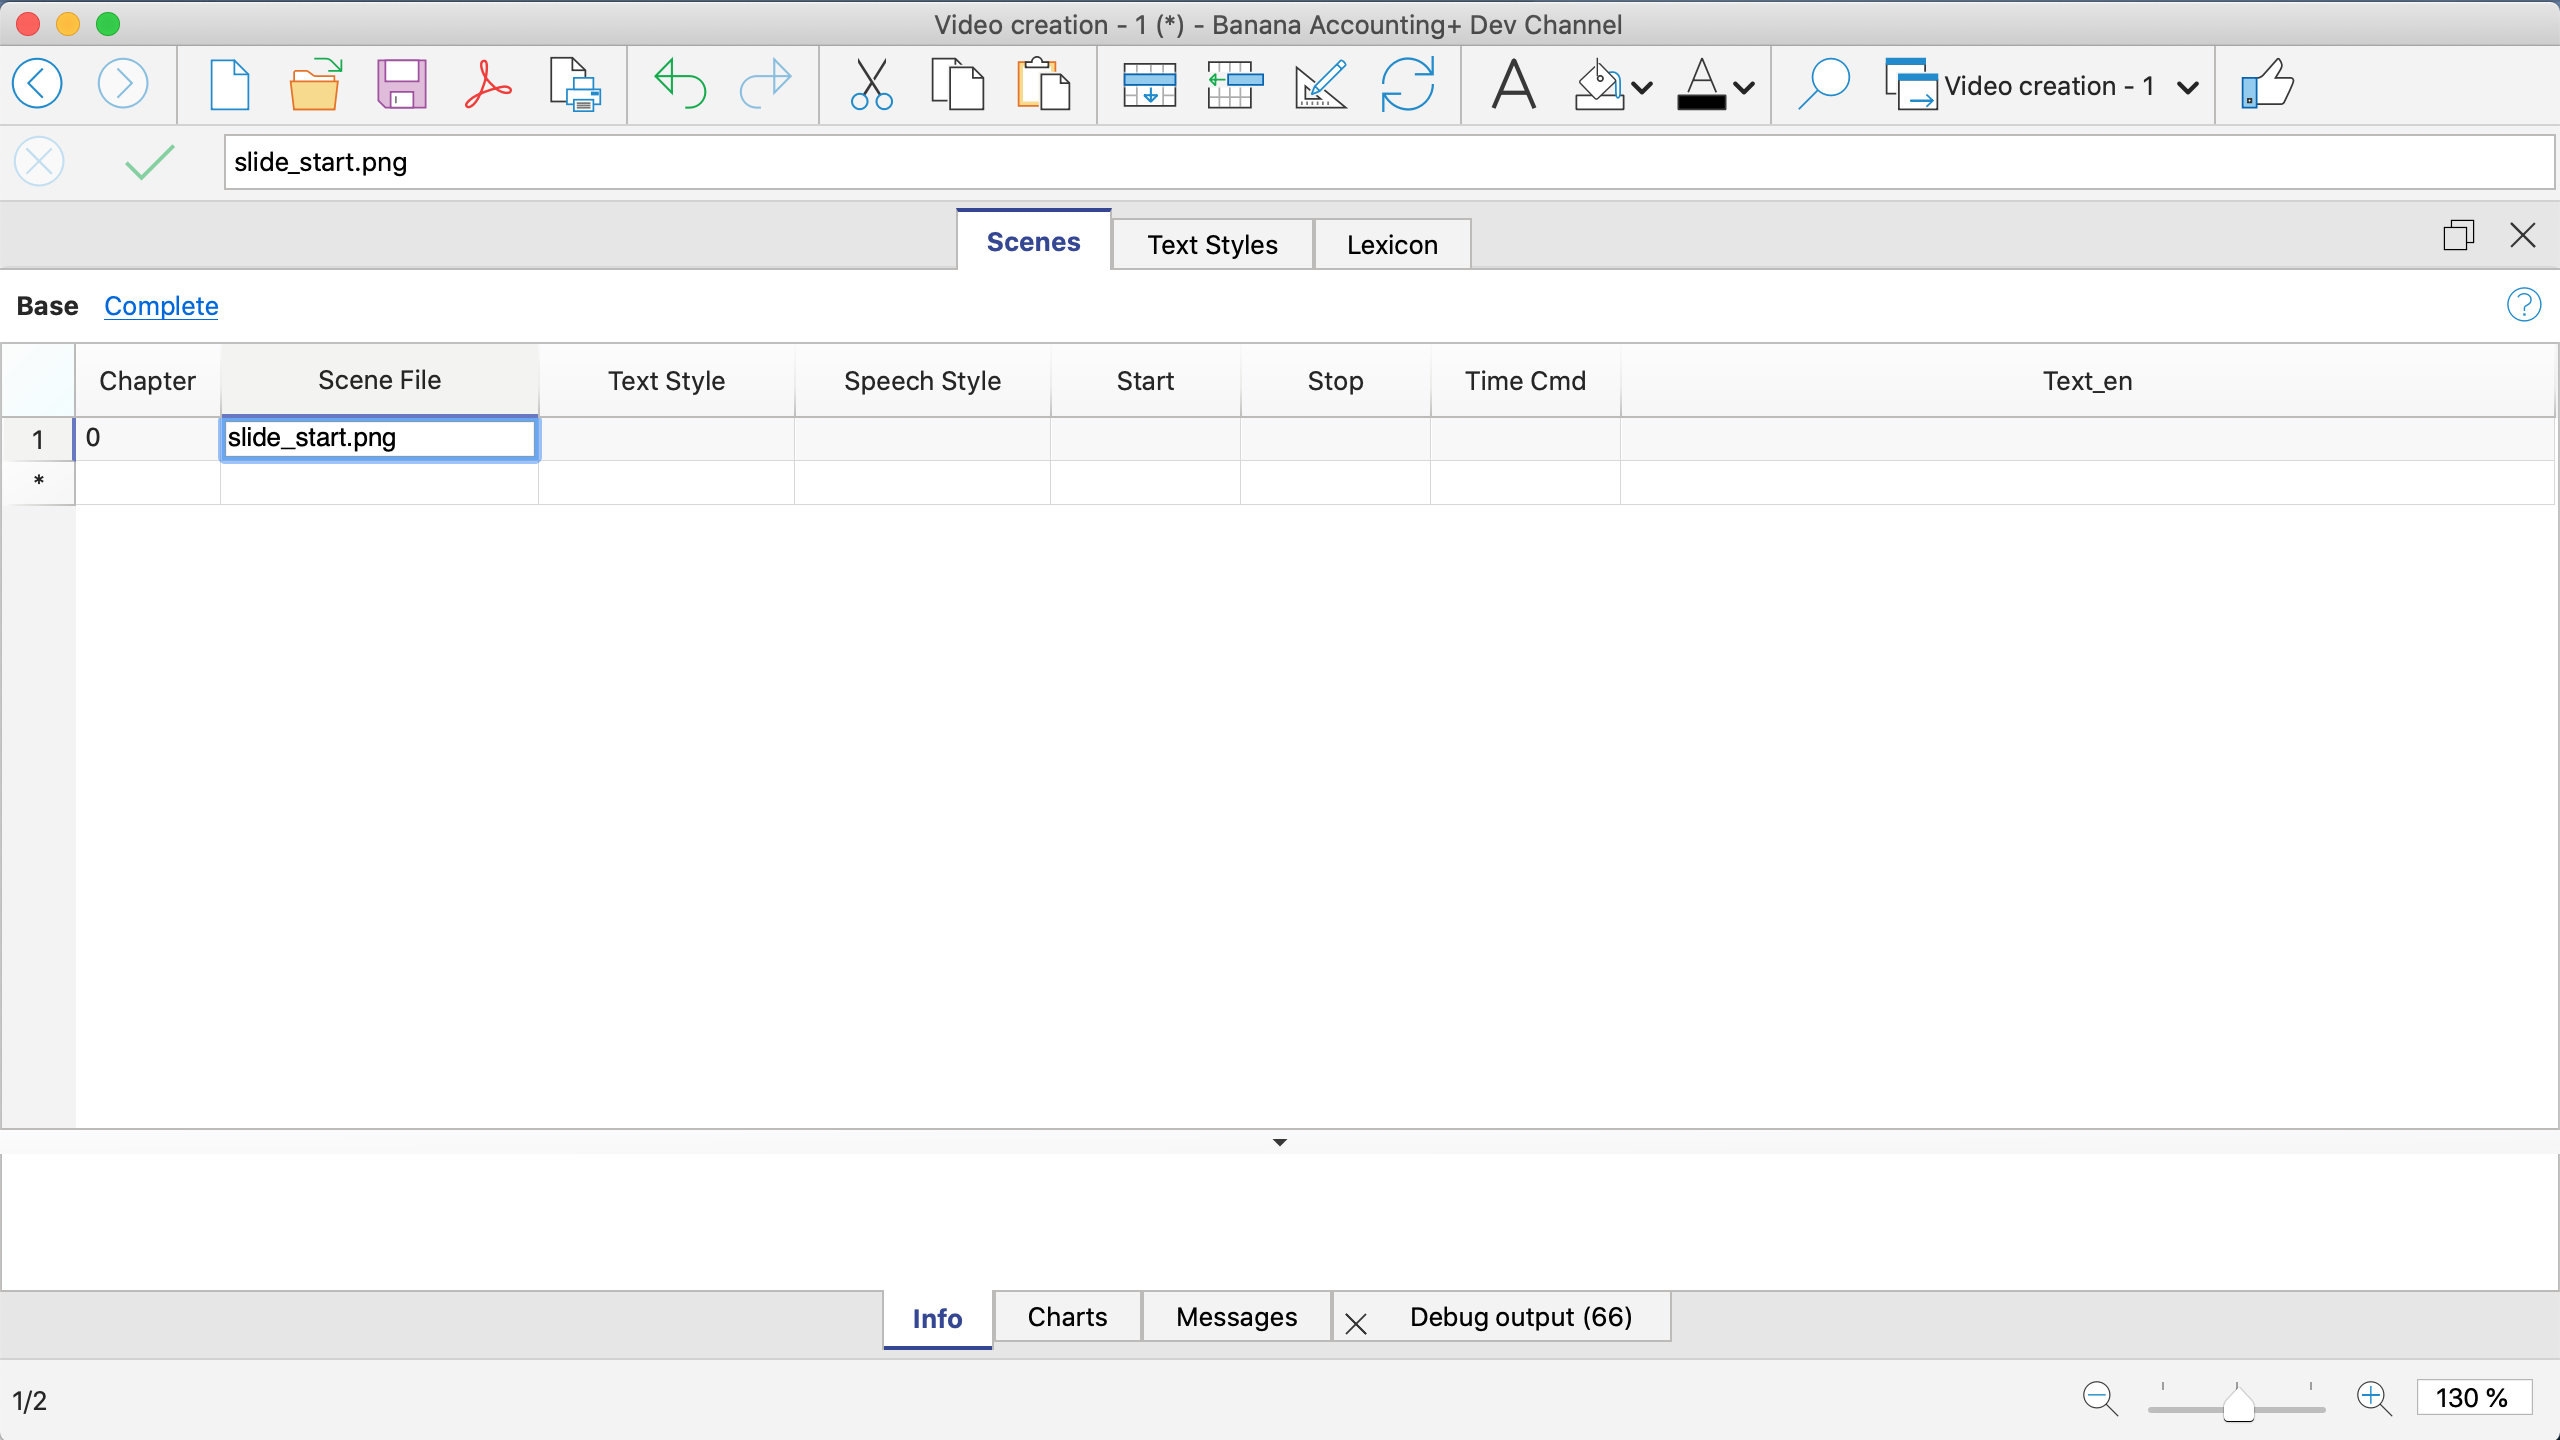 Video creation - 1 (*) - Banana Accounting+ Dev Channel
Video creation - 1
slide_start.png
Scenes Text Styles Lexicon
Base Complete
Chapter Scene File Text Style Speech Style Start Stop Time Cmd Text_en
1 0 slide_start.png
*
Info Charts Messages Debug output (66)
1/2 130 %